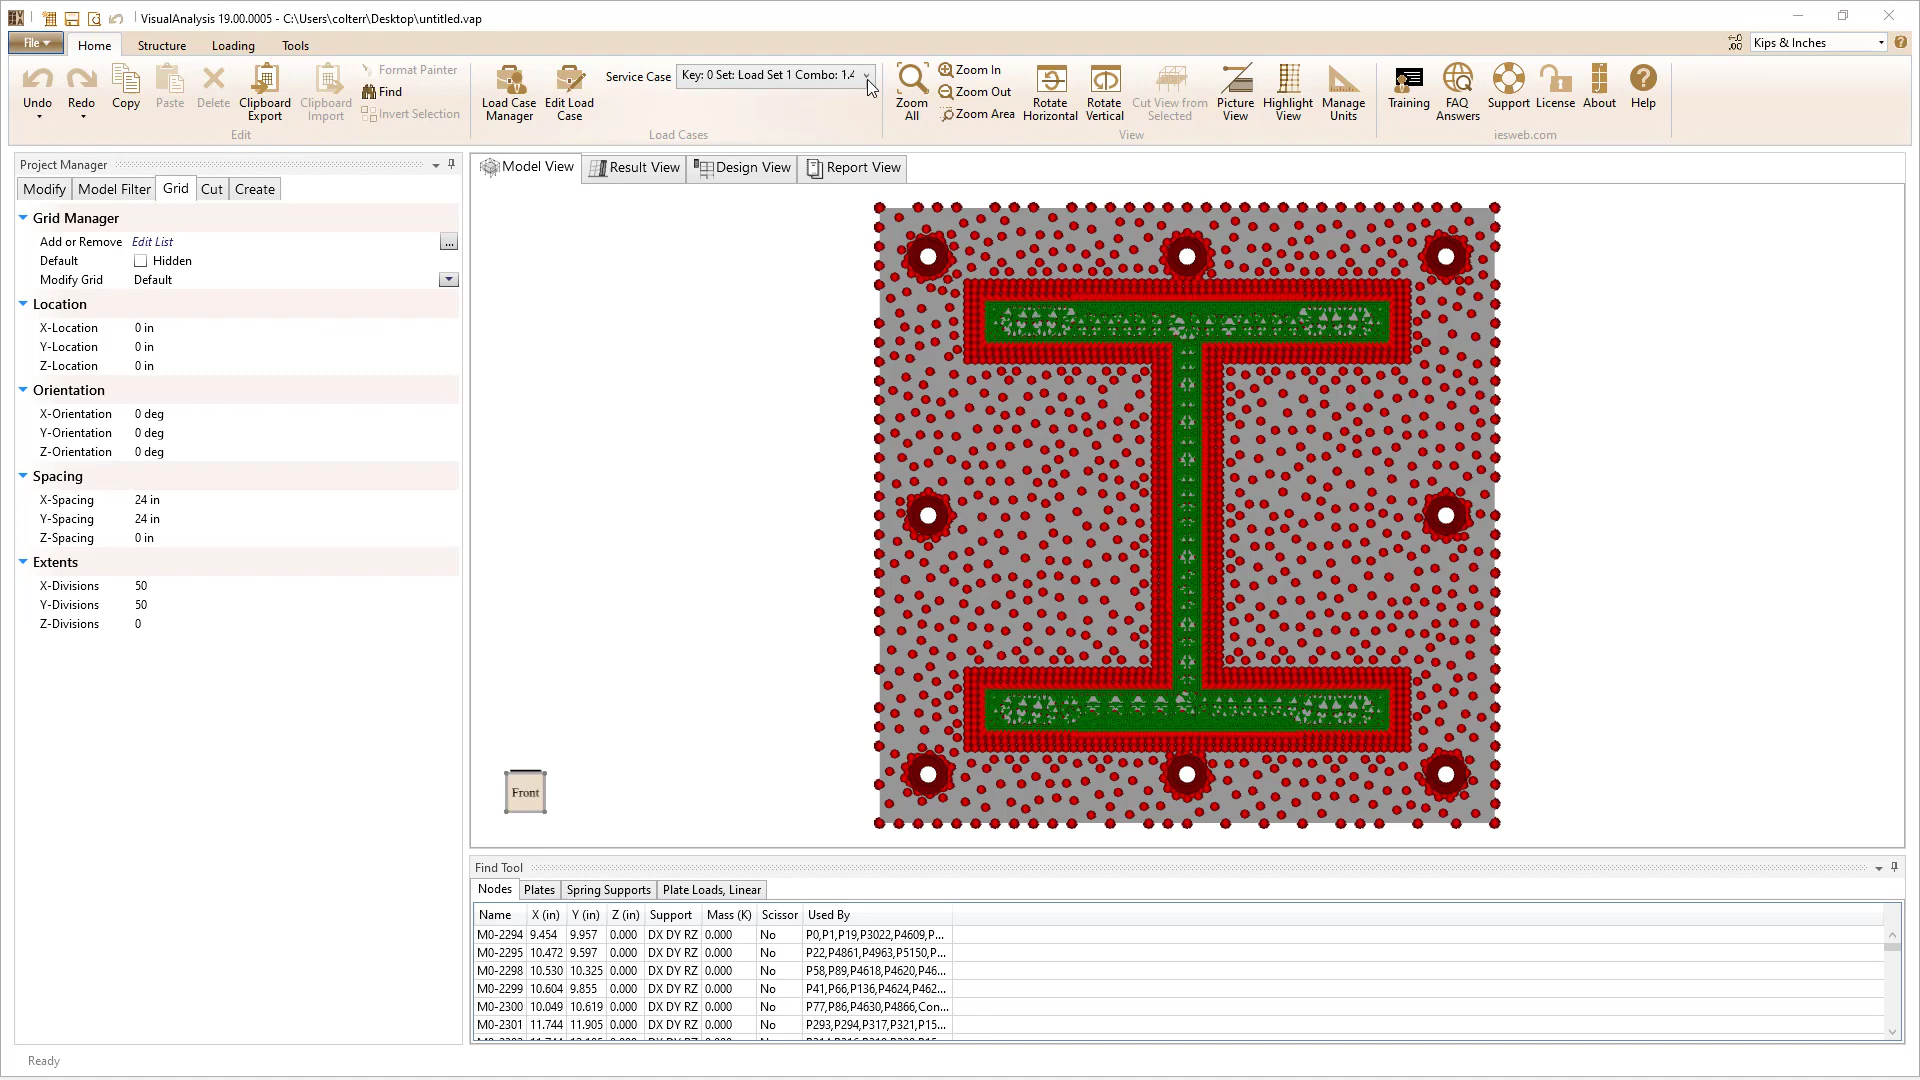 VisualAnalysis 19.00.0005 - C:\Users\colterr\Desktop\untitled.vap
File Home Structure Loading Tools
Kips & Inches
Undo Redo Copy Paste Delete Clipboard Export Clipboard Import
Format Painter
Find
Invert Selection
Edit
Load Case Manager Edit Load Case
Service Case Key: 0 Set: Load Set 1 Combo: 1.4
Load Cases
Zoom All
Zoom In
Zoom Out
Zoom Area
Rotate Horizontal Rotate Vertical Cut View from Selected Picture View Highlight View Manage Units
View
Training FAQ Answers Support License About Help
iesweb.com
Project Manager
Modify Model Filter Grid Cut Create
Grid Manager
Add or Remove Edit List ...
Default Hidden
Modify Grid Default
Location
X-Location 0 in
Y-Location 0 in
Z-Location 0 in
Orientation
X-Orientation 0 deg
Y-Orientation 0 deg
Z-Orientation 0 deg
Spacing
X-Spacing 24 in
Y-Spacing 24 in
Z-Spacing 0 in
Extents
X-Divisions 50
Y-Divisions 50
Z-Divisions 0
Model View Result View Design View Report View
Front
Find Tool
Nodes Plates Spring Supports Plate Loads, Linear
Name X (in) Y (in) Z (in) Support Mass (K) Scissor Used By
M0-2294 9.454 9.957 0.000 DX DY RZ 0.000 No P0,P1,P19,P3022,P4609,P...
M0-2295 10.472 9.597 0.000 DX DY RZ 0.000 No P22,P4861,P4963,P5150,P...
M0-2298 10.530 10.325 0.000 DX DY RZ 0.000 No P58,P89,P4618,P4620,P46...
M0-2299 10.604 9.855 0.000 DX DY RZ 0.000 No P41,P66,P136,P4624,P462...
M0-2300 10.049 10.619 0.000 DX DY RZ 0.000 No P77,P86,P4630,P4866,Con...
M0-2301 11.744 11.905 0.000 DX DY RZ 0.000 No P293,P294,P317,P321,P15...
Ready